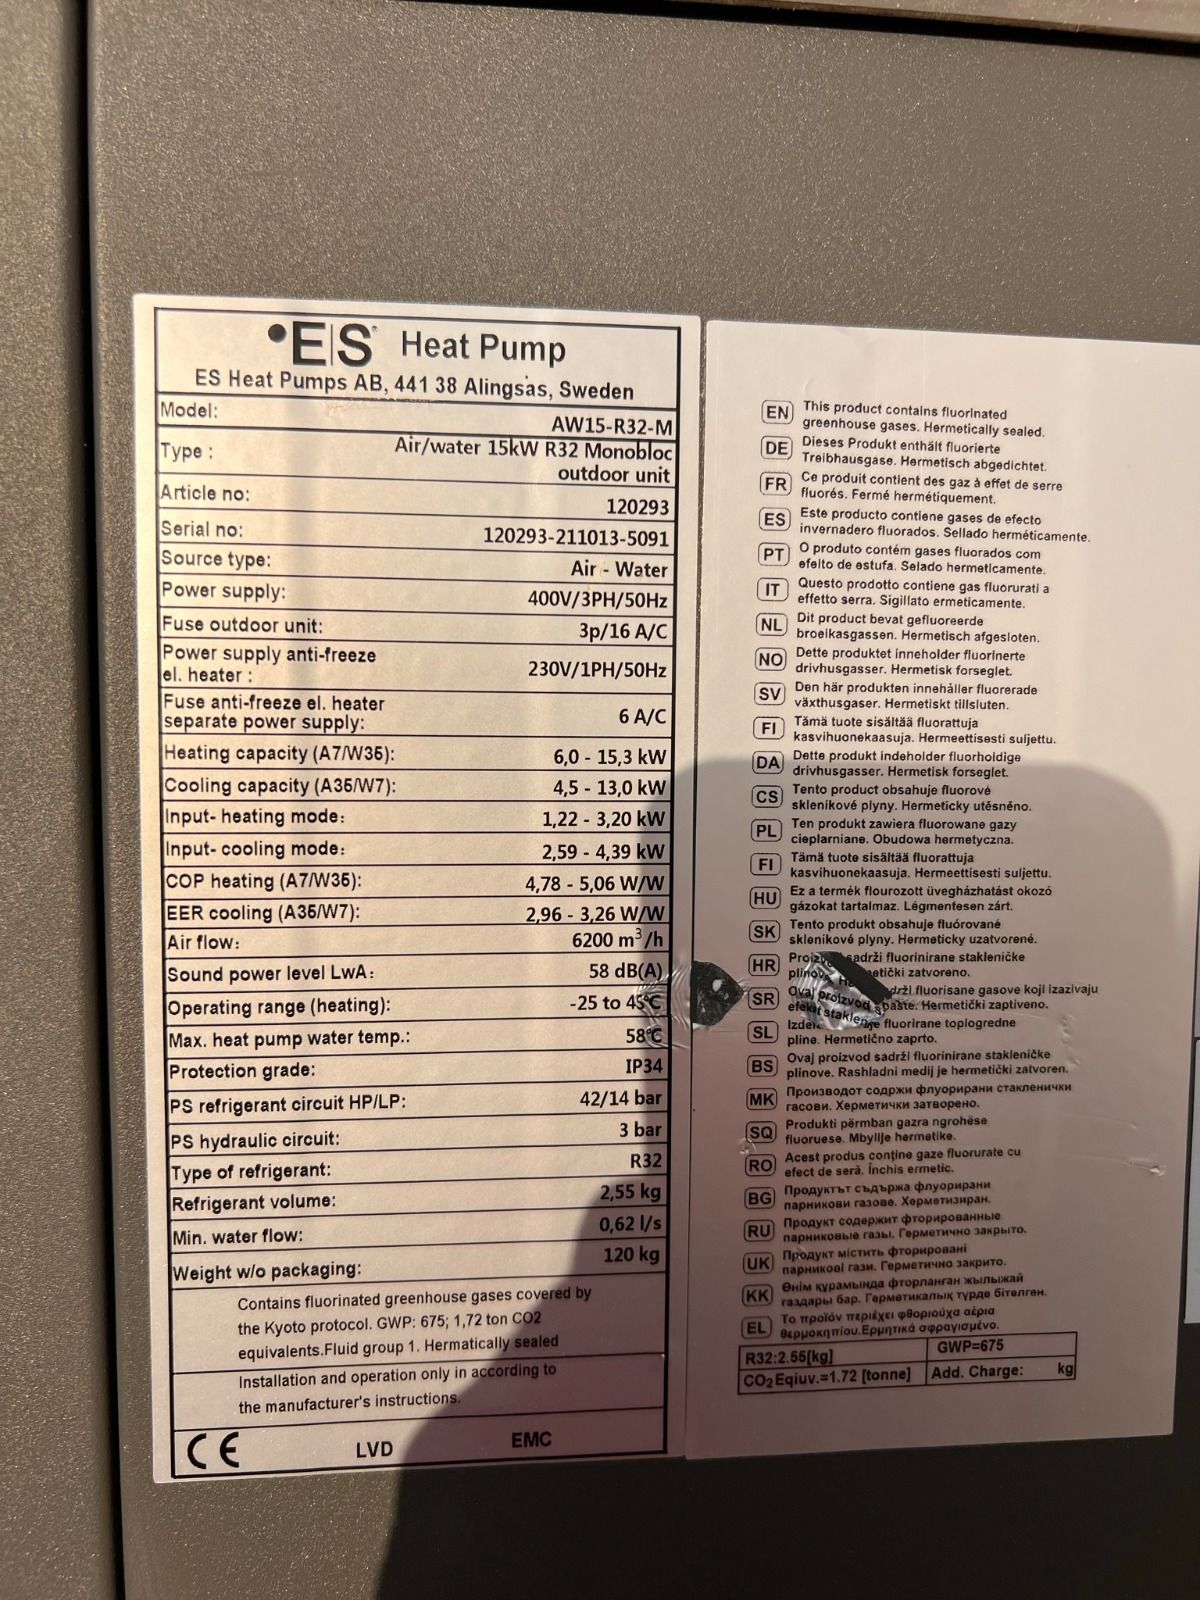 •E|S® Heat Pump
ES Heat Pumps AB, 441 38 Alingsås, Sweden
Model: AW15-R32-M
Type : Air/water 15kW R32 Monobloc
outdoor unit
Article no: 120293
Serial no: 120293-211013-5091
Source type: Air - Water
Power supply: 400V/3PH/50Hz
Fuse outdoor unit: 3p/16 A/C
Power supply anti-freeze
el. heater : 230V/1PH/50Hz
Fuse anti-freeze el. heater
separate power supply: 6 A/C
Heating capacity (A7/W35): 6,0 - 15,3 kW
Cooling capacity (A35/W7): 4,5 - 13,0 kW
Input- heating mode: 1,22 - 3,20 kW
Input- cooling mode: 2,59 - 4,39 kW
COP heating (A7/W35): 4,78 - 5,06 W/W
EER cooling (A35/W7): 2,96 - 3,26 W/W
Air flow: 6200 m³/h
Sound power level LwA: 58 dB(A)
Operating range (heating): -25 to 45℃
Max. heat pump water temp.: 58℃
Protection grade: IP34
PS refrigerant circuit HP/LP: 42/14 bar
PS hydraulic circuit: 3 bar
Type of refrigerant: R32
Refrigerant volume: 2,55 kg
Min. water flow: 0,62 l/s
Weight w/o packaging: 120 kg
Contains fluorinated greenhouse gases covered by
the Kyoto protocol. GWP: 675; 1,72 ton CO2
equivalents.Fluid group 1. Hermatically sealed
Installation and operation only in according to
the manufacturer's instructions.
CE LVD EMC
EN This product contains fluorinated
greenhouse gases. Hermetically sealed.
DE Dieses Produkt enthält fluorierte
Treibhausgase. Hermetisch abgedichtet.
FR Ce produit contient des gaz à effet de serre
fluorés. Fermé hermétiquement.
ES Este producto contiene gases de efecto
invernadero fluorados. Sellado herméticamente.
PT O produto contém gases fluorados com
efeito de estufa. Selado hermeticamente.
IT Questo prodotto contiene gas fluorurati a
effetto serra. Sigillato ermeticamente.
NL Dit product bevat gefluoreerde
broeikasgassen. Hermetisch afgesloten.
NO Dette produktet inneholder fluorinerte
drivhusgasser. Hermetisk forseglet.
SV Den här produkten innehåller fluorerade
växthusgaser. Hermetiskt tillsluten.
FI Tämä tuote sisältää fluorattuja
kasvihuonekaasuja. Hermeettisesti suljettu.
DA Dette produkt indeholder fluorholdige
drivhusgasser. Hermetisk forseglet.
CS Tento product obsahuje fluorové
skleníkové plyny. Hermeticky utěsněno.
PL Ten produkt zawiera fluorowane gazy
cieplarniane. Obudowa hermetyczna.
FI Tämä tuote sisältää fluorattuja
kasvihuonekaasuja. Hermeettisesti suljettu.
HU Ez a termék flourozott üvegházhatást okozó
gázokat tartalmaz. Légmentesen zárt.
SK Tento produkt obsahuje fluórované
skleníkové plyny. Hermeticky uzatvorené.
HR sadrži fluorinirane stakleničke
zatvoreno.
SR Ovaj proizvod fluorisane gasove koji izazivaju
efekat Hermetički zaptiveno.
SL fluorirane toplogredne
pline. Hermetično zaprto.
BS Ovaj proizvod sadrži fluorinirane stakleničke
plinove. Rashladni medij je hermetički zatvoren.
MK Производот содржи флуорирани стакленички
гасови. Херметички затворено.
SQ Produkti përmban gazra ngrohëse
fluoruese. Mbyllje hermetike.
RO Acest produs conține gaze fluorurate cu
efect de seră. Închis ermetic.
BG Продуктът съдържа флуорирани
парникови газове. Херметизиран.
RU Продукт содержит фторированные
парниковые газы. Герметично закрыто.
UK Продукт містить фторировані
парникові гази. Герметично закрито.
KK Өнім құрамында фторланған жылыжай
газдары бар. Герметикалық түрде бітелген.
EL Το προϊόν περιέχει φθοριούχα αέρια
θερμοκηπίου.Ερμητικά σφραγισμένο.
R32:2.55[kg] GWP=675
CO₂ Eqiuv.=1.72 [tonne] Add. Charge: kg